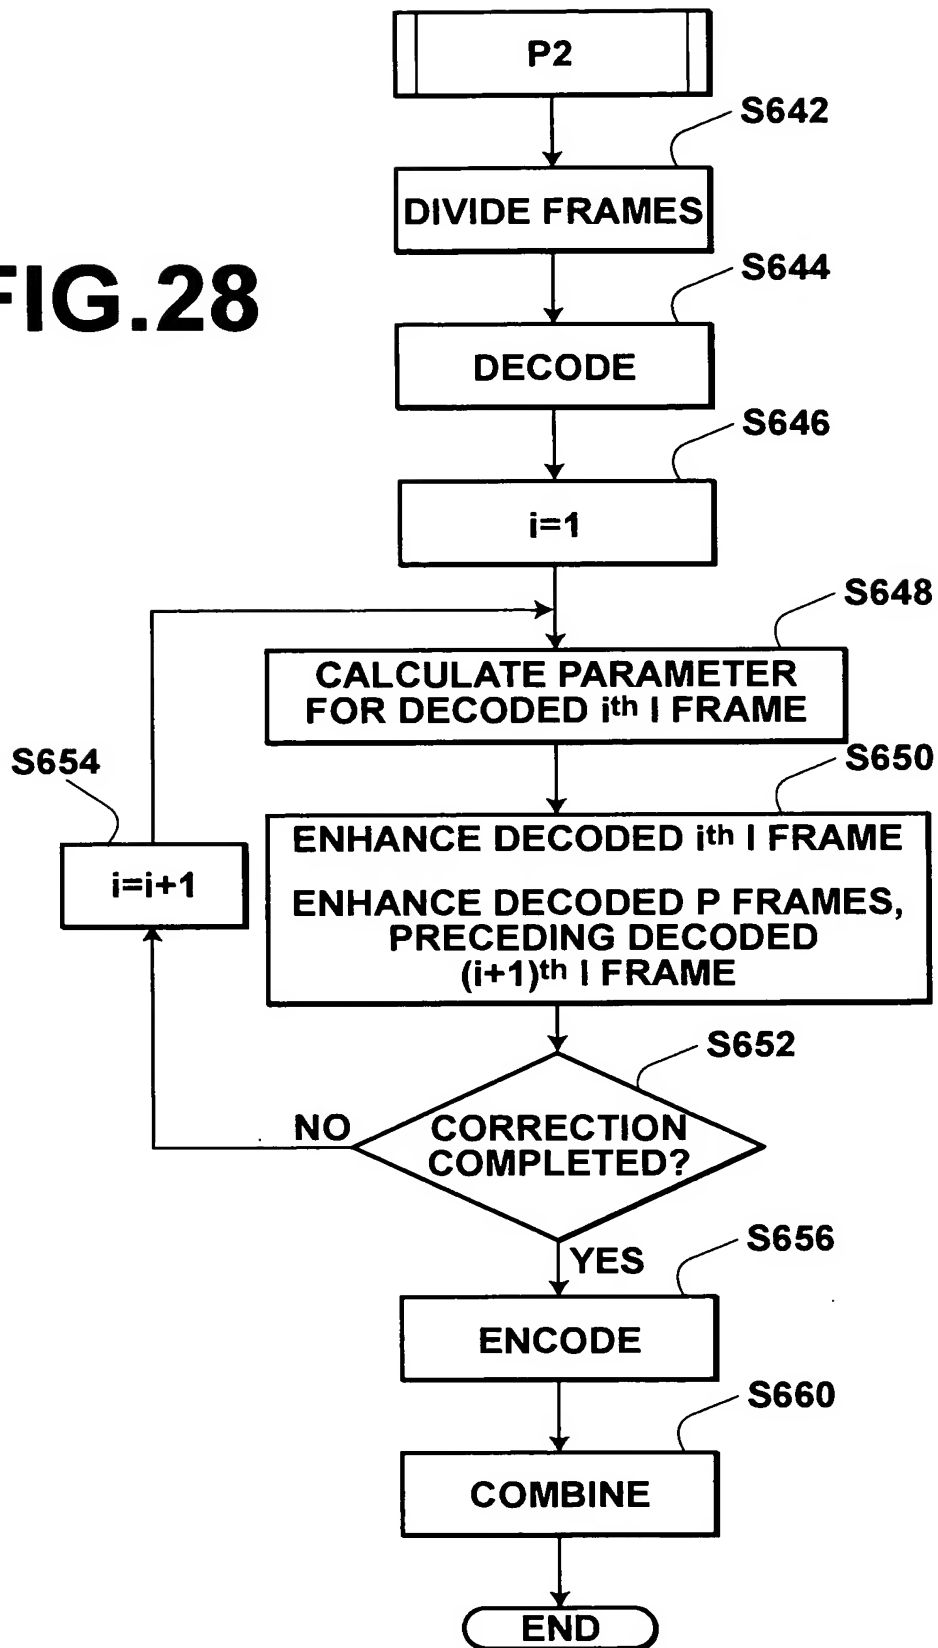 P2
S642
DIVIDE FRAMES
FIG.28
S644
DECODE
S646
i=1
S648
CALCULATE PARAMETER
FOR DECODED ith I FRAME
S654
i=i+1
S650
ENHANCE DECODED ith I FRAME
ENHANCE DECODED P FRAMES,
PRECEDING DECODED
(i+1)th I FRAME
S652
NO
CORRECTION
COMPLETED?
YES
S656
ENCODE
S660
COMBINE
END